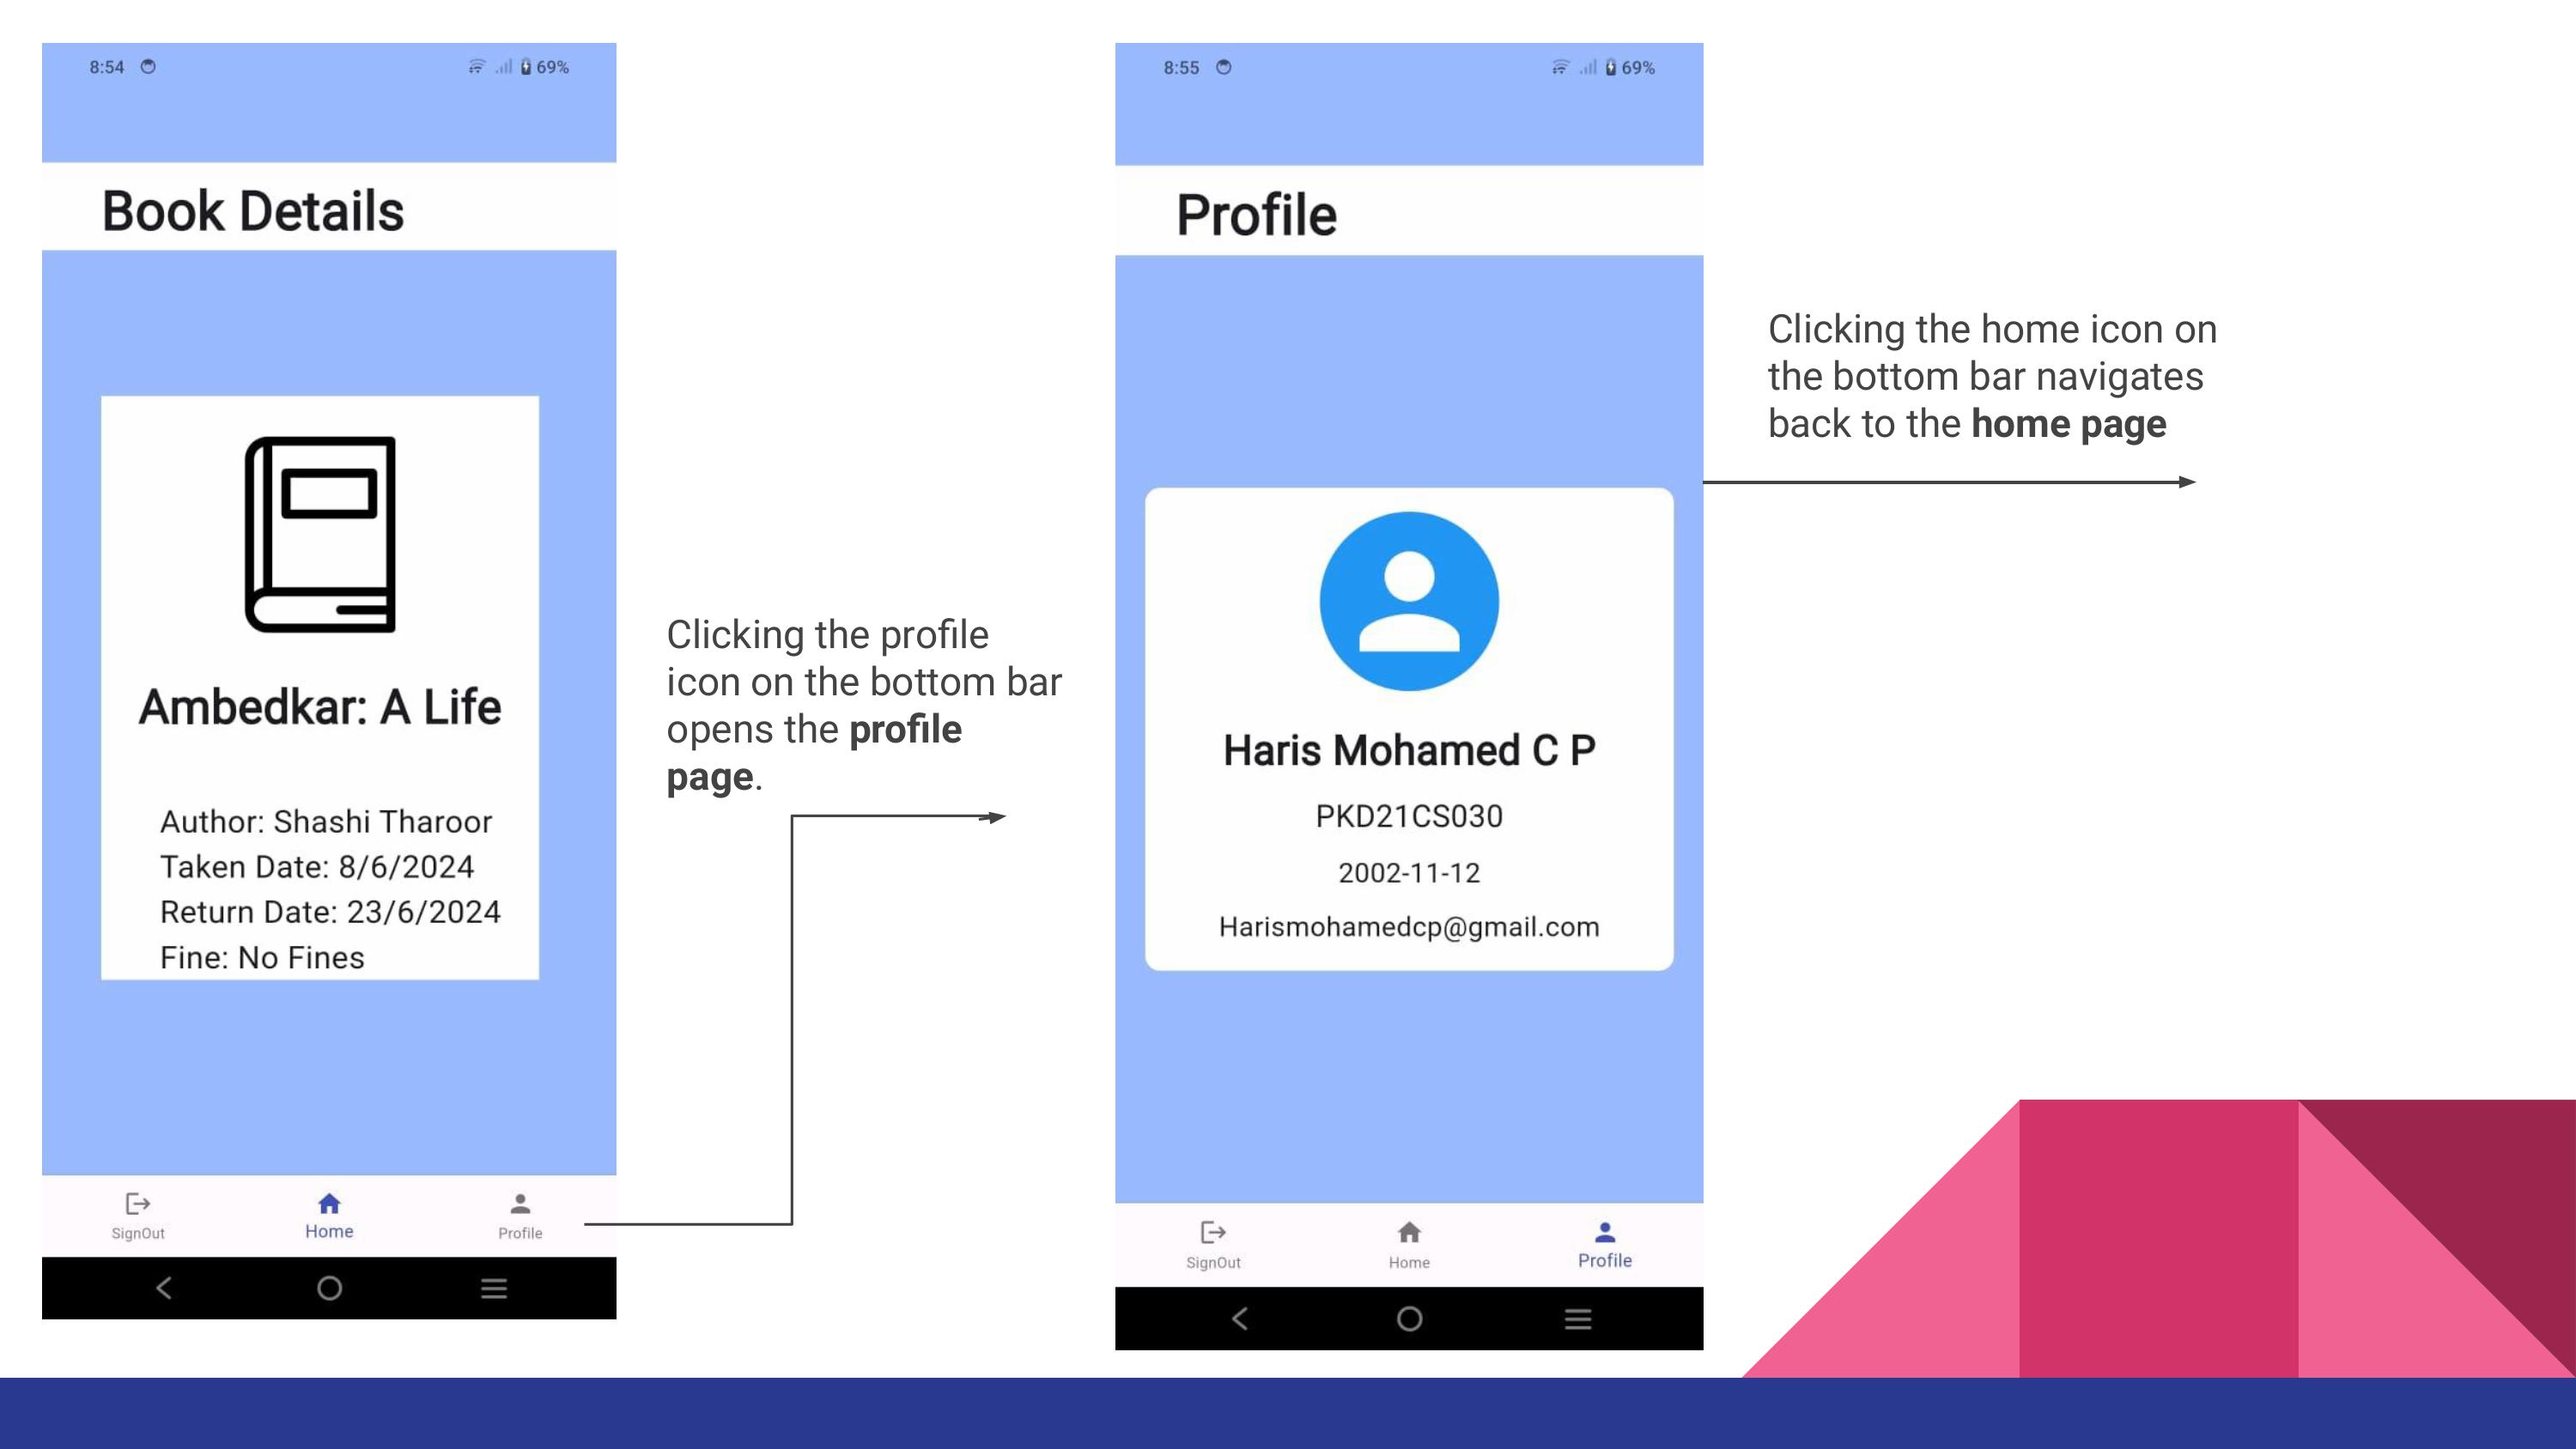 8:54
69%
Book Details
Ambedkar: A Life
Author: Shashi Tharoor
Taken Date: 8/6/2024
Return Date: 23/6/2024
Fine: No Fines
SignOut
Home
Profile
Clicking the profile
icon on the bottom bar
opens the profile
page.
8:55
69%
Profile
Haris Mohamed C P
PKD21CS030
2002-11-12
Harismohamedcp@gmail.com
SignOut
Home
Profile
Clicking the home icon on
the bottom bar navigates
back to the home page